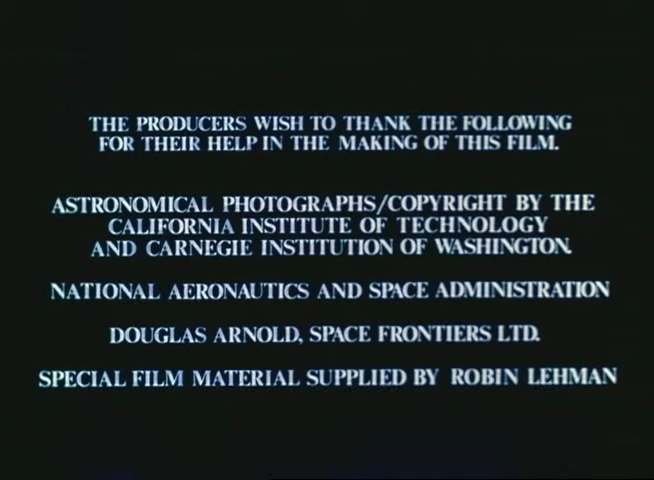 THE PRODUCERS WISH TO THANK THE FOLLOWING
FOR THEIR HELP IN THE MAKING OF THIS FILM.
ASTRONOMICAL PHOTOGRAPHS/COPYRIGHT BY THE
CALIFORNIA INSTITUTE OF TECHNOLOGY
AND CARNEGIE INSTITUTION OF WASHINGTON.
NATIONAL AERONAUTICS AND SPACE ADMINISTRATION
DOUGLAS ARNOLD, SPACE FRONTIERS LTD.
SPECIAL FILM MATERIAL SUPPLIED BY ROBIN LEHMAN